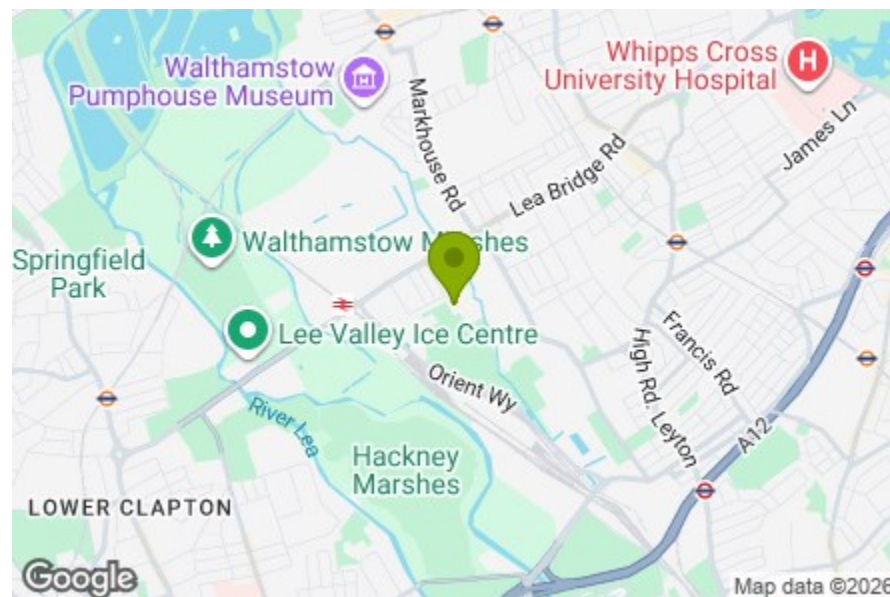 Walthamstow
Pumphouse Museum
Whipps Cross
University Hospital
H
James Ln
Markhouse Rd
Lea Bridge Rd
Walthamstow Marshes
Springfield
Park
Lee Valley Ice Centre
Orient Wy
High Rd. Leyton
Francis Rd
A12
River Lea
Hackney
Marshes
LOWER CLAPTON
Google
Map data ©2026